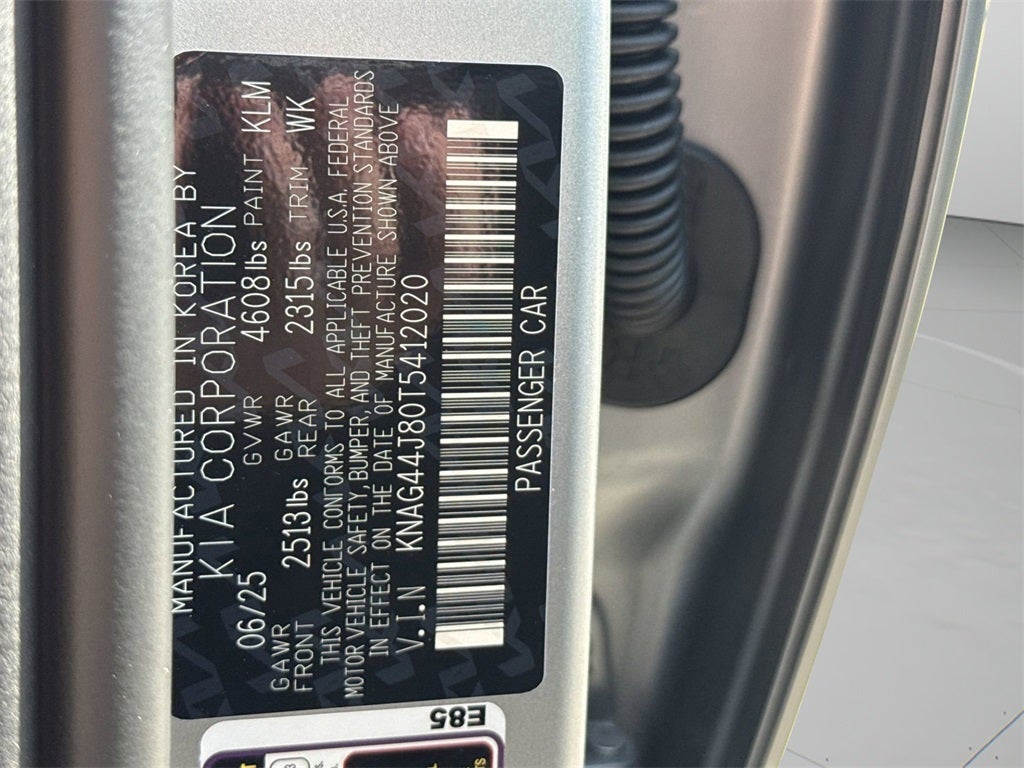 MANUFACTURED IN KOREA BY
KIA CORPORATION
06/25 GVWR 4608lbs PAINT KLM
GAWR FRONT 2513lbs GAWR REAR 2315lbs TRIM WK
THIS VEHICLE CONFORMS TO ALL APPLICABLE U.S.A. FEDERAL
MOTOR VEHICLE SAFETY, BUMPER, AND THEFT PREVENTION STANDARDS
IN EFFECT ON THE DATE OF MANUFACTURE SHOWN ABOVE
V.I.N KNAG44J80T5412020
PASSENGER CAR
E85